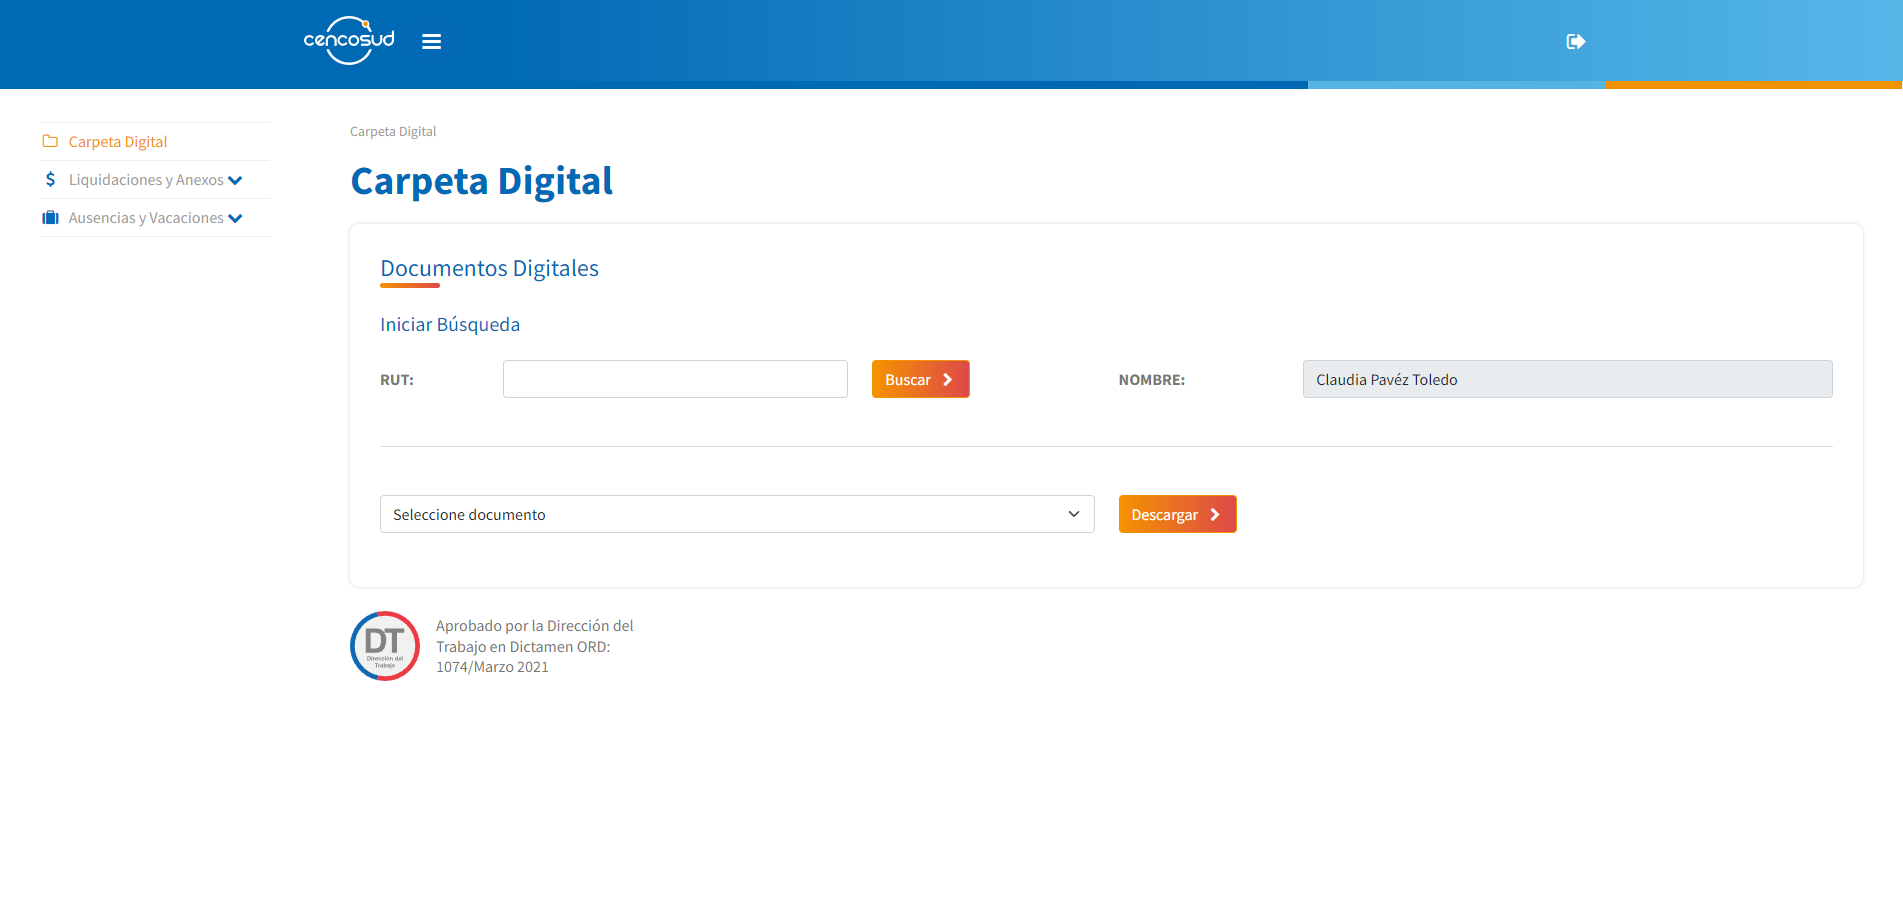 cencosud
Carpeta Digital
Liquidaciones y Anexos
Ausencias y Vacaciones
Carpeta Digital
Carpeta Digital
Documentos Digitales
Iniciar Búsqueda
RUT:
Buscar
NOMBRE:
Claudia Pavéz Toledo
Seleccione documento
Descargar
DT
Dirección del
Trabajo
Aprobado por la Dirección del
Trabajo en Dictamen ORD:
1074/Marzo 2021